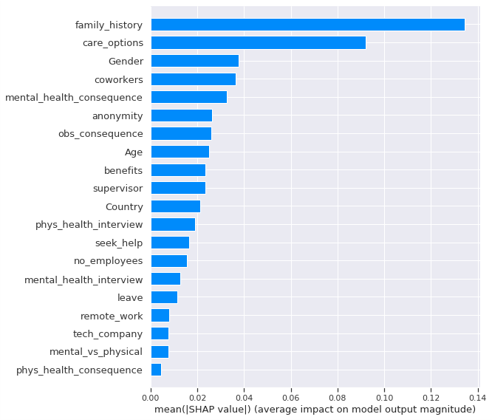 family_history
care_options
Gender
coworkers
mental_health_consequence
anonymity
obs_consequence
Age
benefits
supervisor
Country
phys_health_interview
seek_help
no_employees
mental_health_interview
leave
remote_work
tech_company
mental_vs_physical
phys_health_consequence
0.00 0.02 0.04 0.06 0.08 0.10 0.12 0.14
mean(|SHAP value|) (average impact on model output magnitude)